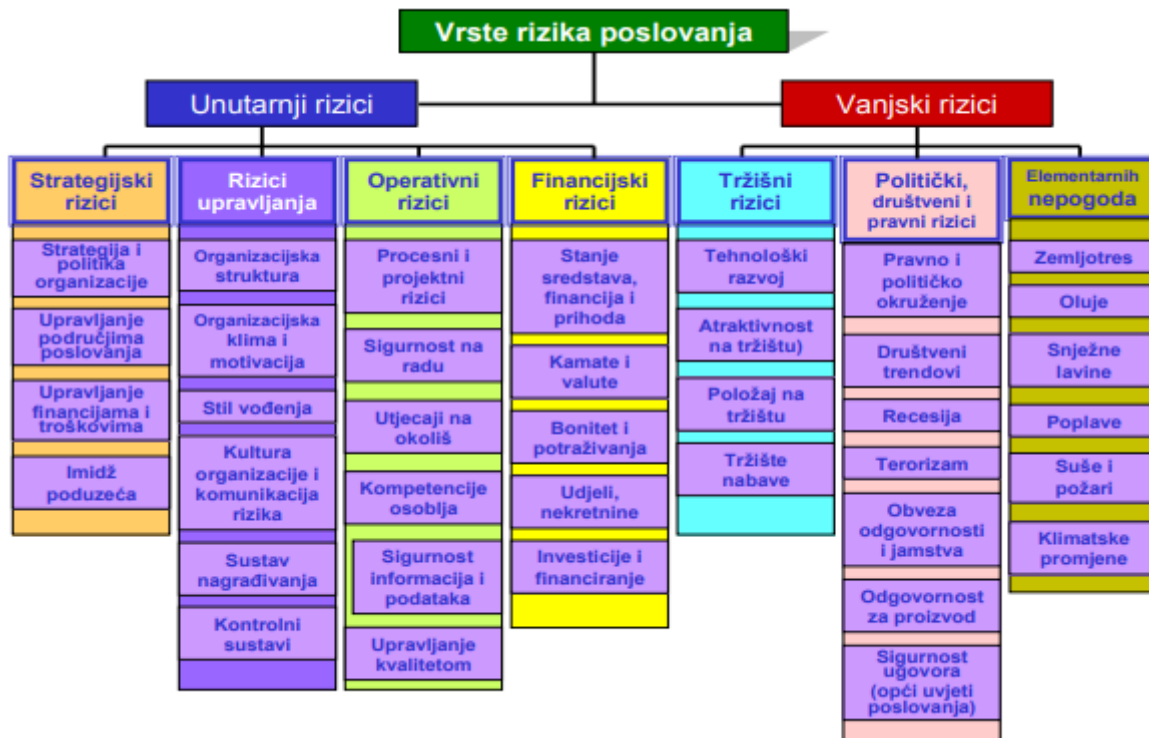 Vrste rizika poslovanja
Unutarnji rizici
Vanjski rizici
Strategijski
rizici
Strategija i
politika
organizacije
Upravljanje
područjima
poslovanja
Upravljanje
financijama i
troškovima
Imidž
poduzeća
Rizici
upravljanja
Organizacijska
struktura
Organizacijska
klima i
motivacija
Stil vođenja
Kultura
organizacije i
komunikacija
rizika
Sustav
nagrađivanja
Kontrolni
sustavi
Operativni
rizici
Procesni i
projektni
rizici
Sigurnost na
radu
Utjecaji na
okoliš
Kompetencije
osoblja
Sigurnost
informacija i
podataka
Upravljanje
kvalitetom
Financijski
rizici
Stanje
sredstava,
financija i
prihoda
Kamate i
valute
Bonitet i
potraživanja
Udjeli,
nekretnine
Investicije i
financiranje
Tržišni
rizici
Tehnološki
razvoj
Atraktivnost
na tržištu)
Položaj na
tržištu
Tržište
nabave
Politički,
društveni i
pravni rizici
Pravno i
političko
okruženje
Društveni
trendovi
Recesija
Terorizam
Obveza
odgovornosti
i jamstva
Odgovornost
za proizvod
Sigurnost
ugovora
(opći uvjeti
poslovanja)
Elementarnih
nepogoda
Zemljotres
Oluje
Snježne
lavine
Poplave
Suše i
požari
Klimatske
promjene